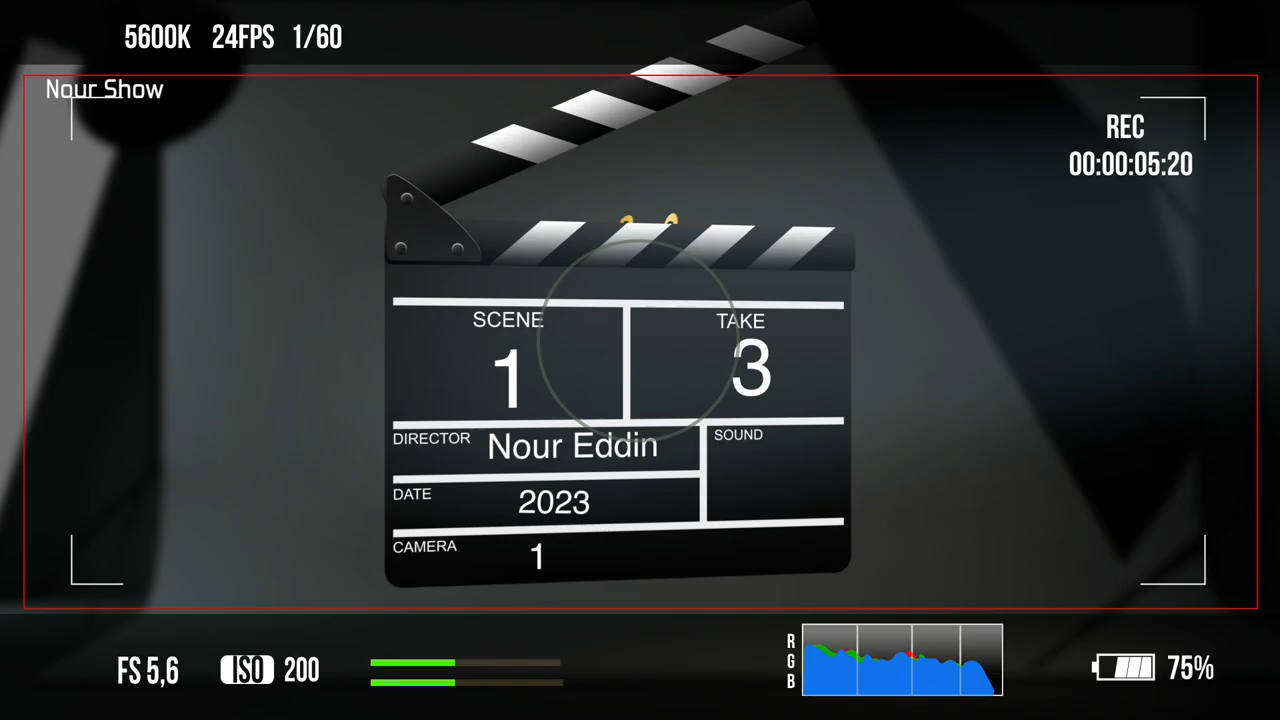 5600K 24FPS 1/60
Nour Show
REC
00:00:05:20
SCENE
1
TAKE
3
DIRECTOR Nour Eddin
SOUND
DATE 2023
CAMERA 1
FS 5,6 ISO 200
R
G
B
75%